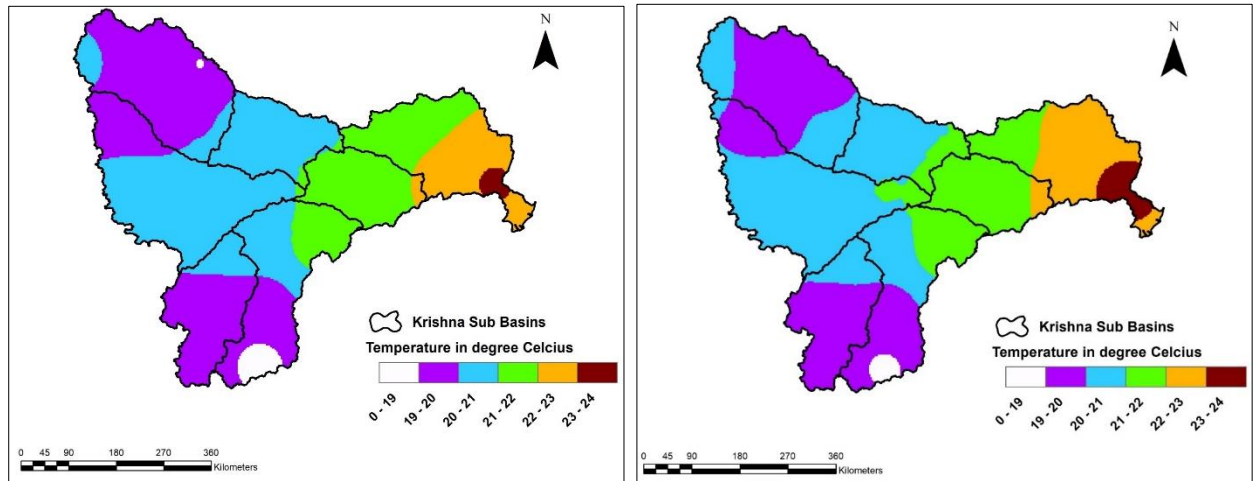 N
Krishna Sub Basins
Temperature in degree Celcius
0 - 19
19 - 20
20 - 21
21 - 22
22 - 23
23 - 24
0 45 90 180 270 360
Kilometers
N
Krishna Sub Basins
Temperature in degree Celcius
0 - 19
19 - 20
20 - 21
21 - 22
22 - 23
23 - 24
0 45 90 180 270 360
Kilometers